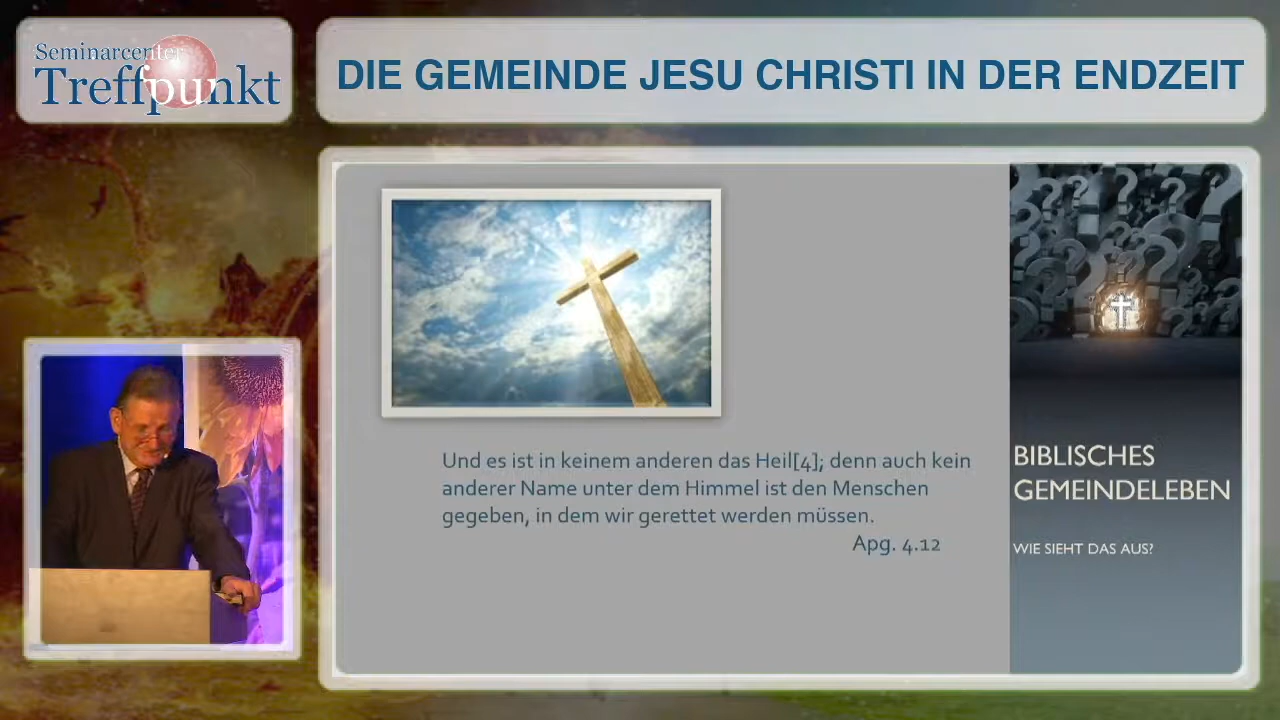 Seminarcenter
Treffpunkt
DIE GEMEINDE JESU CHRISTI IN DER ENDZEIT
Und es ist in keinem anderen das Heil[4]; denn auch kein
anderer Name unter dem Himmel ist den Menschen
gegeben, in dem wir gerettet werden müssen.
Apg. 4.12
BIBLISCHES
GEMEINDELEBEN
WIE SIEHT DAS AUS?